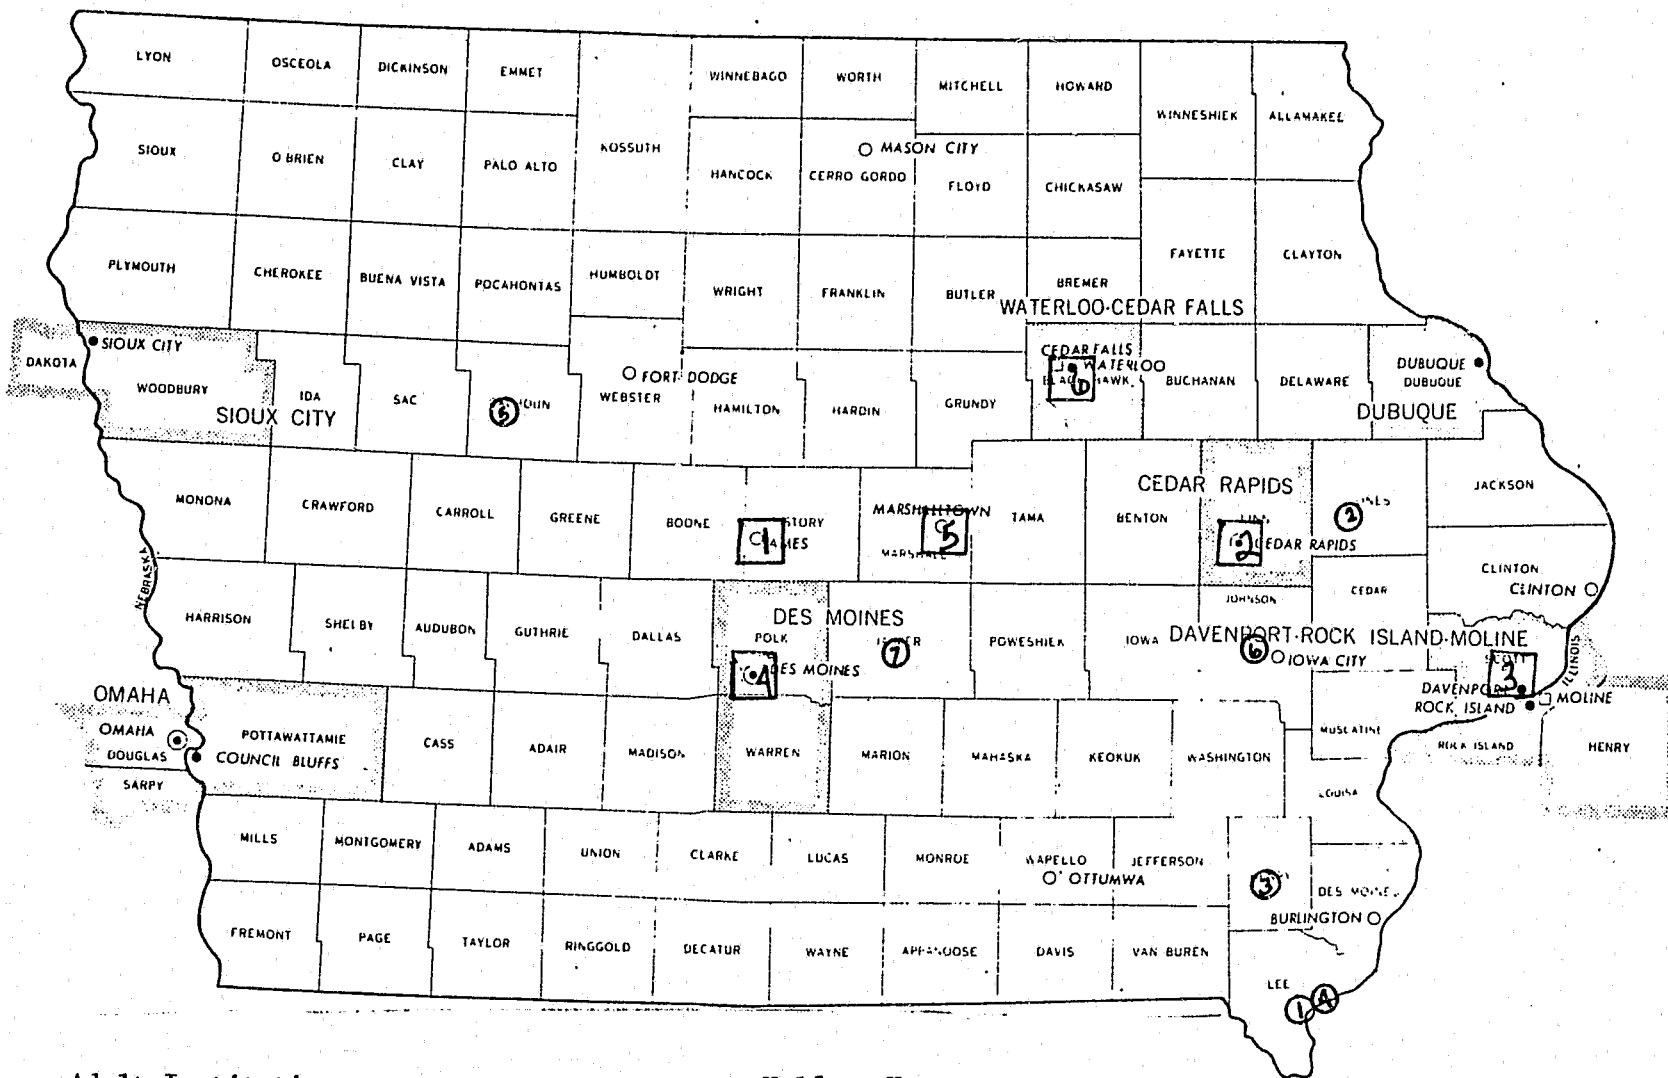 LYON
OSCEOLA
DICKINSON
EMMET
WINNEBAGO
WORTH
MITCHELL
HOWARD
WINNESHIEK
ALLAMAKEE
SIOUX
O BRIEN
CLAY
PALO ALTO
KOSSUTH
HANCOCK
MASON CITY
CERRO GORDO
FLOYD
CHICKASAW
PLYMOUTH
CHEROKEE
BUENA VISTA
POCAHONTAS
HUMBOLDT
WRIGHT
FRANKLIN
BUTLER
BREMER
FAYETTE
CLAYTON
WATERLOO-CEDAR FALLS
DAKOTA
SIOUX CITY
WOODBURY
SIOUX CITY
IDA
SAC
5
FORT DODGE
WEBSTER
HAMILTON
HARDIN
GRUNDY
CEDAR FALLS
WATERLOO
6
BUCHANAN
DELAWARE
DUBUQUE
DUBUQUE
DUBUQUE
MONONA
CRAWFORD
CARROLL
GREENE
BOONE
STORY
1
AMES
MARSHALLTOWN
5
MARSHALL
TAMA
BENTON
CEDAR RAPIDS
2
CEDAR RAPIDS
2
JACKSON
CLINTON
CLINTON
NEBRASKA
HARRISON
SHELBY
AUDUBON
GUTHRIE
DALLAS
DES MOINES
POLK
4
DES MOINES
7
POWESHIEK
IOWA
JOHNSON
6
IOWA CITY
CEDAR
DAVENPORT-ROCK ISLAND-MOLINE
SCOTT
3
ILLINOIS
DAVENPORT
ROCK ISLAND
MOLINE
ROCK ISLAND
HENRY
OMAHA
OMAHA
DOUGLAS
SARPY
POTTAWATTAMIE
COUNCIL BLUFFS
CASS
ADAIR
MADISON
WARREN
MARION
MAHASKA
KEOKUK
WASHINGTON
MUSCATINE
LOUISA
MILLS
MONTGOMERY
ADAMS
UNION
CLARKE
LUCAS
MONROE
WAPELLO
OTTUMWA
JEFFERSON
3
DES MOINES
BURLINGTON
FREMONT
PAGE
TAYLOR
RINGGOLD
DECATUR
WAYNE
APPANOOSE
DAVIS
VAN BUREN
LEE
1
4